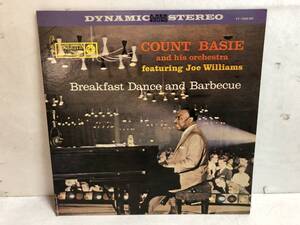 DYNAMIC STEREO
COUNT BASIE
and his orchestra
featuring Joe Williams
Breakfast Dance and Barbecue